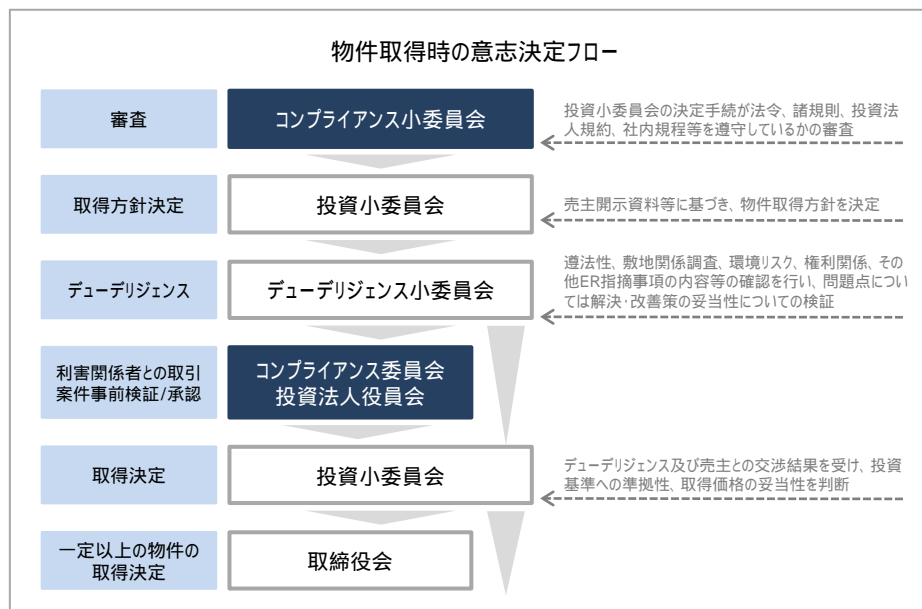 物件取得時の意志決定フロー
審査
コンプライアンス小委員会
投資小委員会の決定手続が法令、諸規則、投資法
人規約、社内規程等を遵守しているかの審査
取得方針決定
投資小委員会
売主開示資料等に基づき、物件取得方針を決定
デューデリジェンス
デューデリジェンス小委員会
遵法性、敷地関係調査、環境リスク、権利関係、その
他ER指摘事項の内容等の確認を行い、問題点につい
ては解決・改善策の妥当性についての検証
利害関係者との取引
案件事前検証/承認
コンプライアンス委員会
投資法人役員会
取得決定
投資小委員会
デューデリジェンス及び売主との交渉結果を受け、投資
基準への準拠性、取得価格の妥当性を判断
一定以上の物件の
取得決定
取締役会